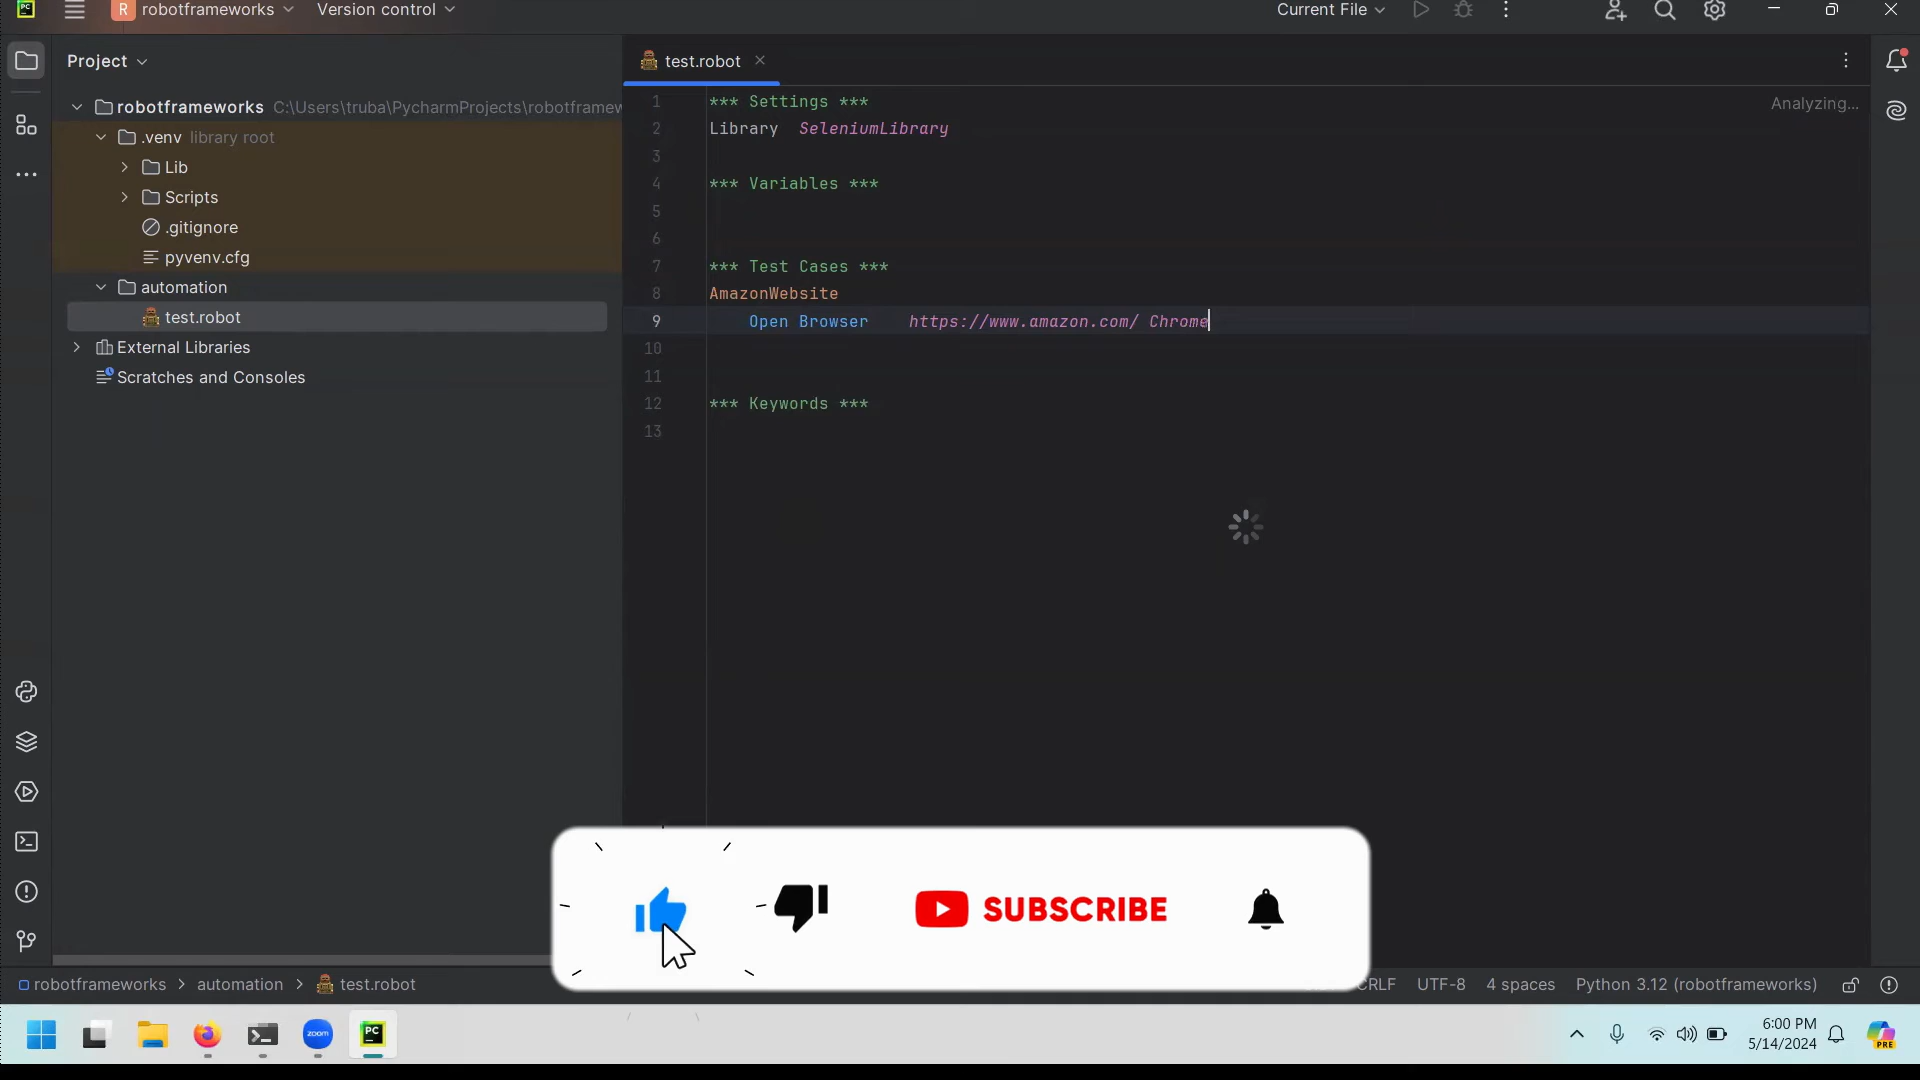 PC
R robotframeworks
Version control
Current File
Project
test.robot
robotframeworks C:\Users\truba\PycharmProjects\robotframew
.venv library root
Lib
Scripts
.gitignore
pyvenv.cfg
automation
test.robot
External Libraries
Scratches and Consoles
Analyzing...
1 *** Settings ***
2 Library SeleniumLibrary
3
4 *** Variables ***
5
6
7 *** Test Cases ***
8 AmazonWebsite
9 Open Browser https://www.amazon.com/ Chrome
10
11
12 *** Keywords ***
13
SUBSCRIBE
robotframeworks > automation > test.robot
CRLF UTF-8 4 spaces Python 3.12 (robotframeworks)
zoom
PC
6:00 PM
5/14/2024
PRE